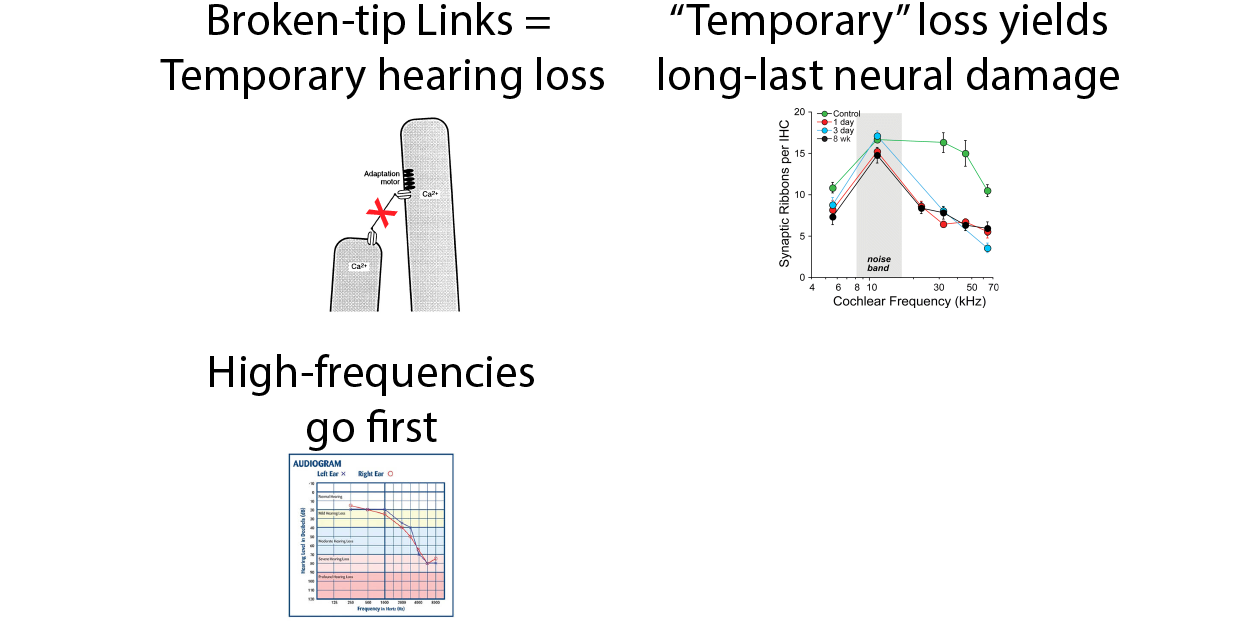 Broken-tip Links =
Temporary hearing loss
Adaptation
motor
Ca2+
Ca2+
“Temporary” loss yields
long-last neural damage
Synaptic Ribbons per IHC
20
15
10
5
0
Control
1 day
3 day
8 wk
noise
band
4 6 8 10 30 50 70
Cochlear Frequency (kHz)
High-frequencies
go first
AUDIOGRAM
Left Ear × Right Ear O
Hearing Level in Decibels (dB)
-10
0
10
20
30
40
50
60
70
80
90
100
110
120
Normal Hearing
Mild Hearing Loss
Moderate Hearing Loss
Severe Hearing Loss
Profound Hearing Loss
125 250 500 1000 2000 4000 8000
Frequency in Hertz (Hz)